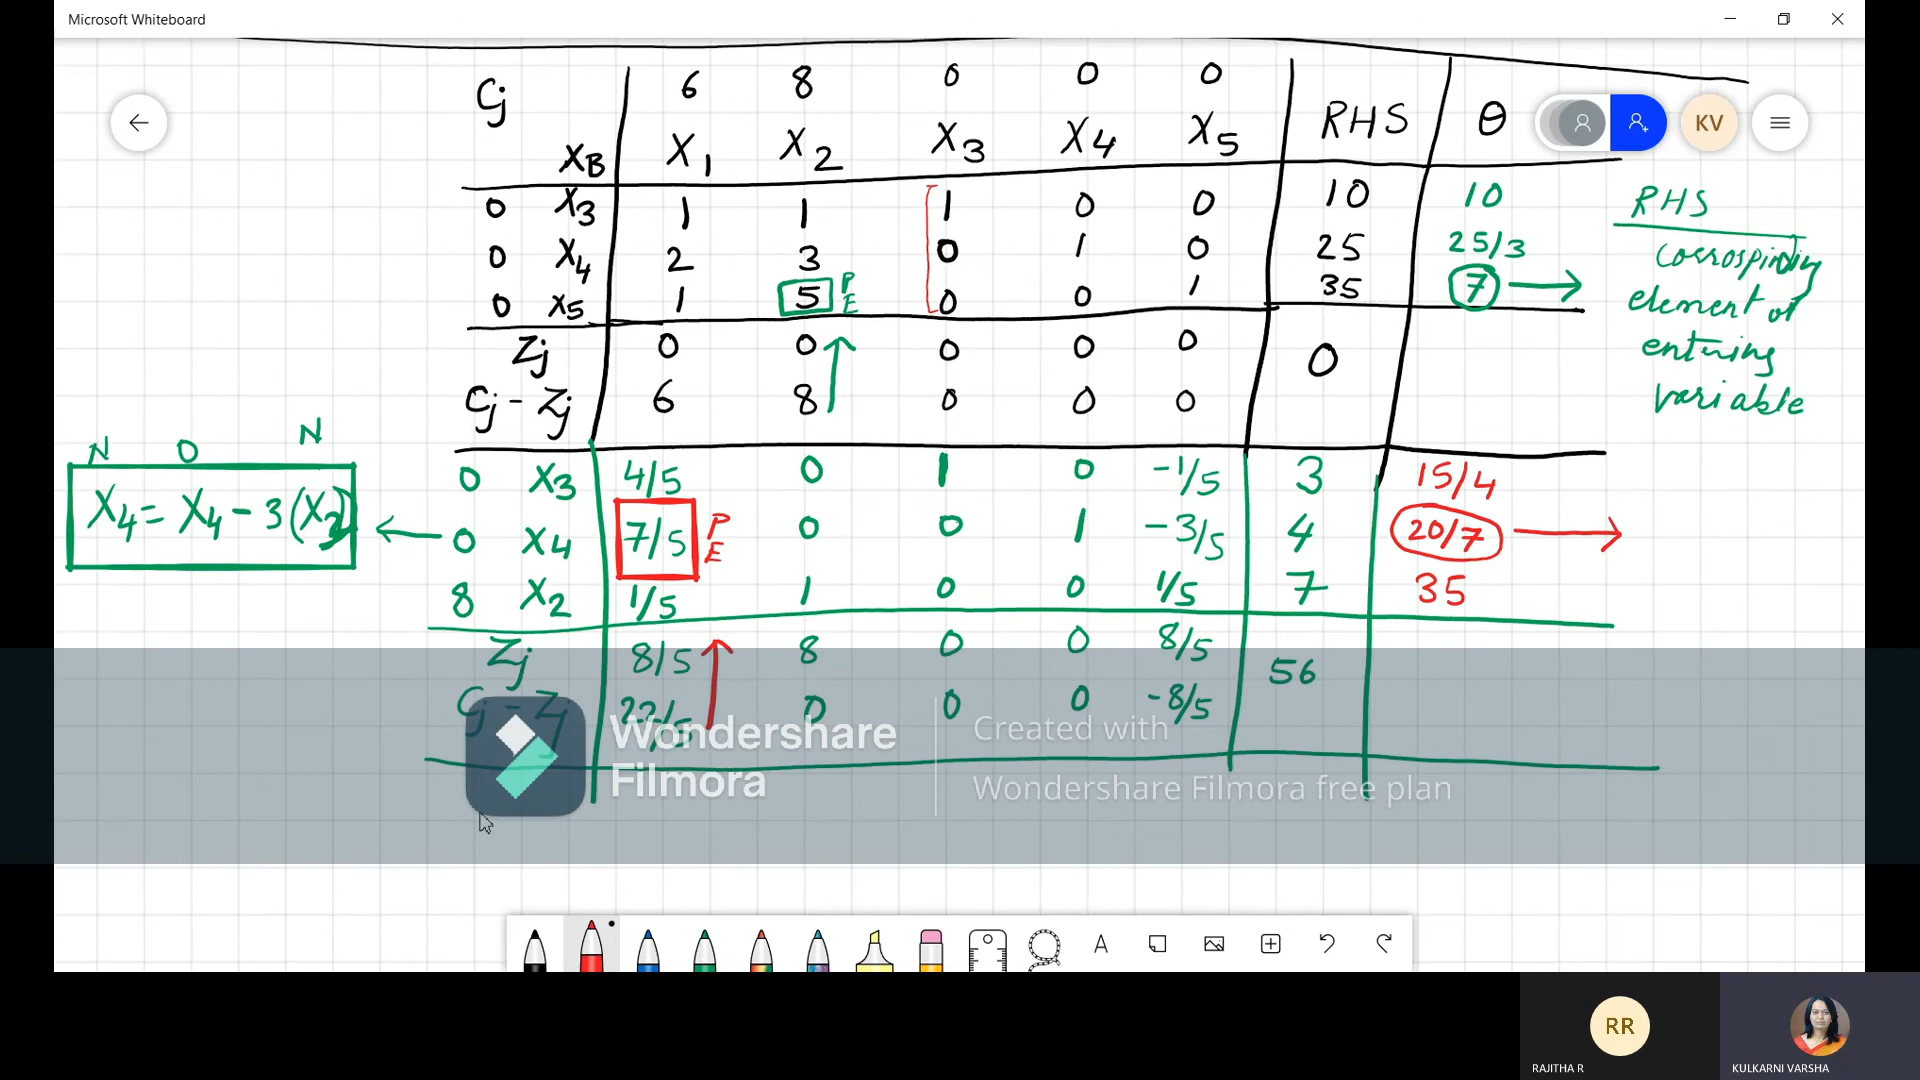 Microsoft Whiteboard
Cj 6 8 0 0 0
XB X1 X2 X3 X4 X5 RHS θ
KV
0 X3 1 1 1 0 0 10 10
0 X4 2 3 0 1 0 25 25/3
0 X5 1 5 0 0 1 35 7
P
E
RHS
Coerrospinding
element of
entering
variable
Zj 0 0 0 0 0 0
Cj - Zj 6 8 0 0 0
N O N
X4 = X4 - 3(X2)
0 X3 4/5 0 1 0 -1/5 3 15/4
0 X4 7/5 0 0 1 -3/5 4 20/7
P
E
8 X2 1/5 1 0 0 1/5 7 35
Zj 8/5 8 0 0 8/5 56
Cj - Zj 22/5 0 0 0 -8/5
Wondershare
Filmora
Created with
Wondershare Filmora free plan
A
RR
RAJITHA R
KULKARNI VARSHA